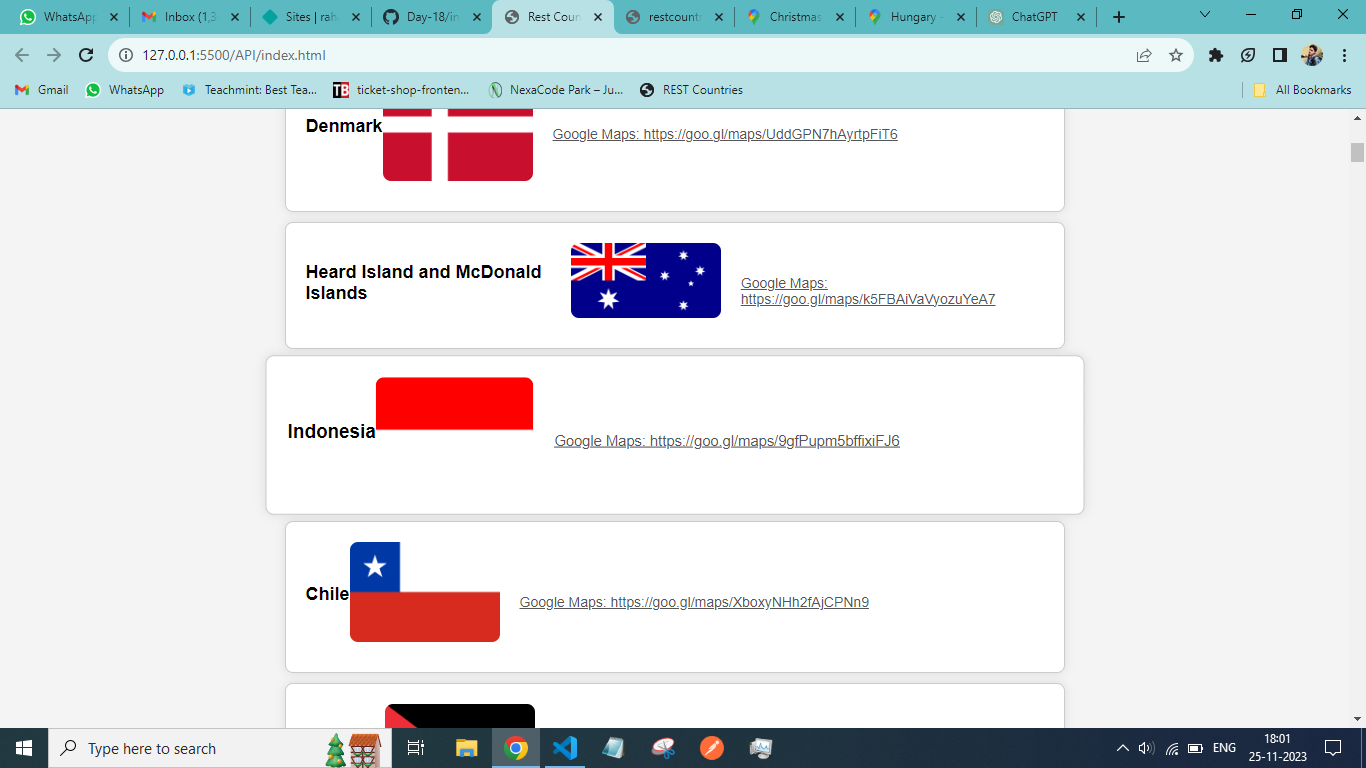 WhatsApp
Inbox (1,3
Sites | rah
Day-18/in
Rest Coun
restcountr
Christmas
Hungary -
ChatGPT
127.0.0.1:5500/API/index.html
Gmail
WhatsApp
Teachmint: Best Tea...
TB
ticket-shop-fronten...
NexaCode Park – Ju...
REST Countries
All Bookmarks
Denmark
Google Maps: https://goo.gl/maps/UddGPN7hAyrtpFiT6
Heard Island and McDonald
Islands
Google Maps:
https://goo.gl/maps/k5FBAiVaVyozuYeA7
Indonesia
Google Maps: https://goo.gl/maps/9gfPupm5bffixiFJ6
Chile
Google Maps: https://goo.gl/maps/XboxyNHh2fAjCPNn9
Type here to search
ENG
18:01
25-11-2023